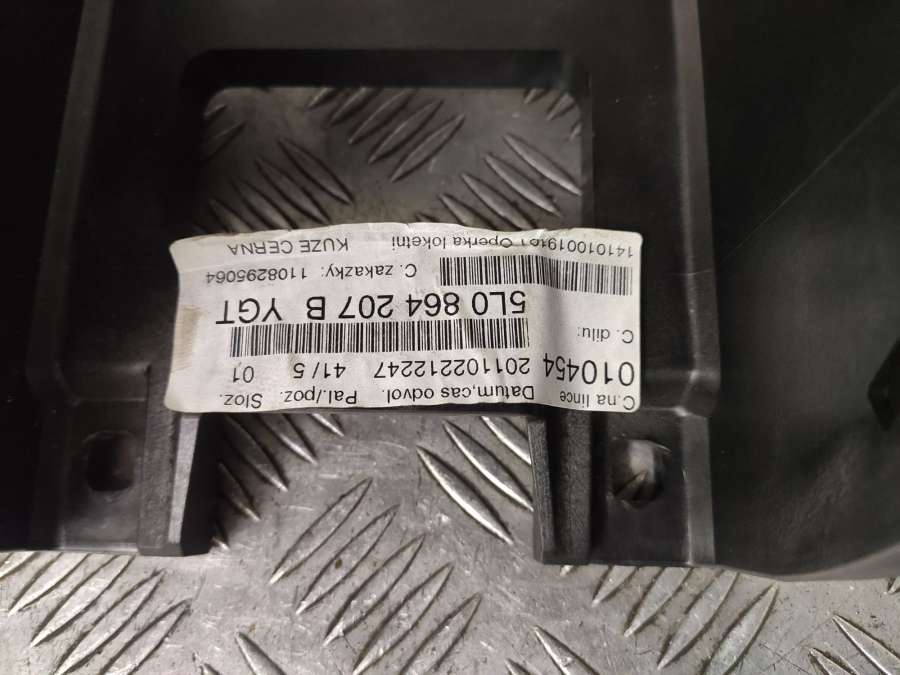 C.na lince Datum,cas odvol. Pal./poz. Sloz.
010454 201102212247 41/5 01
C. dilu: 5L0 864 207 B YGT
C. zakazky: 1108295064
Operka loketni KUZE CERNA